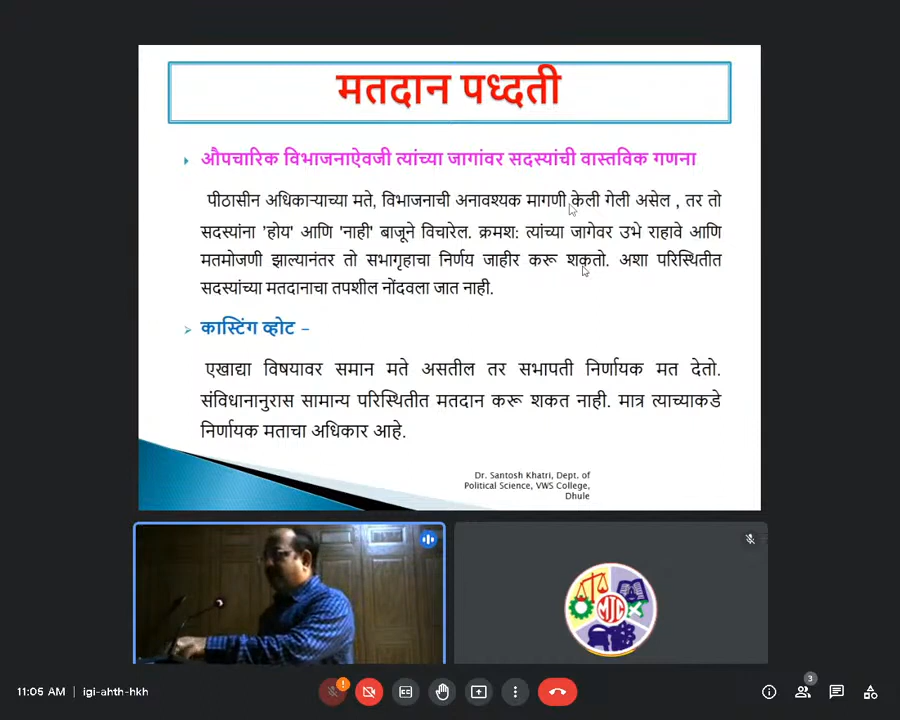 मतदान पध्दती
औपचारिक विभाजनाऐवजी त्यांच्या जागांवर सदस्यांची वास्तविक गणना
पीठासीन अधिकाऱ्याच्या मते, विभाजनाची अनावश्यक मागणी केली गेली असेल , तर तो
सदस्यांना 'होय' आणि 'नाही' बाजूने विचारेल. क्रमश: त्यांच्या जागेवर उभे राहावे आणि
मतमोजणी झाल्यानंतर तो सभागृहाचा निर्णय जाहीर करू शकतो. अशा परिस्थितीत
सदस्यांच्या मतदानाचा तपशील नोंदवला जात नाही.
कास्टिंग व्होट –
एखाद्या विषयावर समान मते असतील तर सभापती निर्णायक मत देतो.
संविधानानुरास सामान्य परिस्थितीत मतदान करू शकत नाही. मात्र त्याच्याकडे
निर्णायक मताचा अधिकार आहे.
Dr. Santosh Khatri, Dept. of
Political Science, VWS College,
Dhule
MJC
3
11:05 AM | igi-ahth-hkh